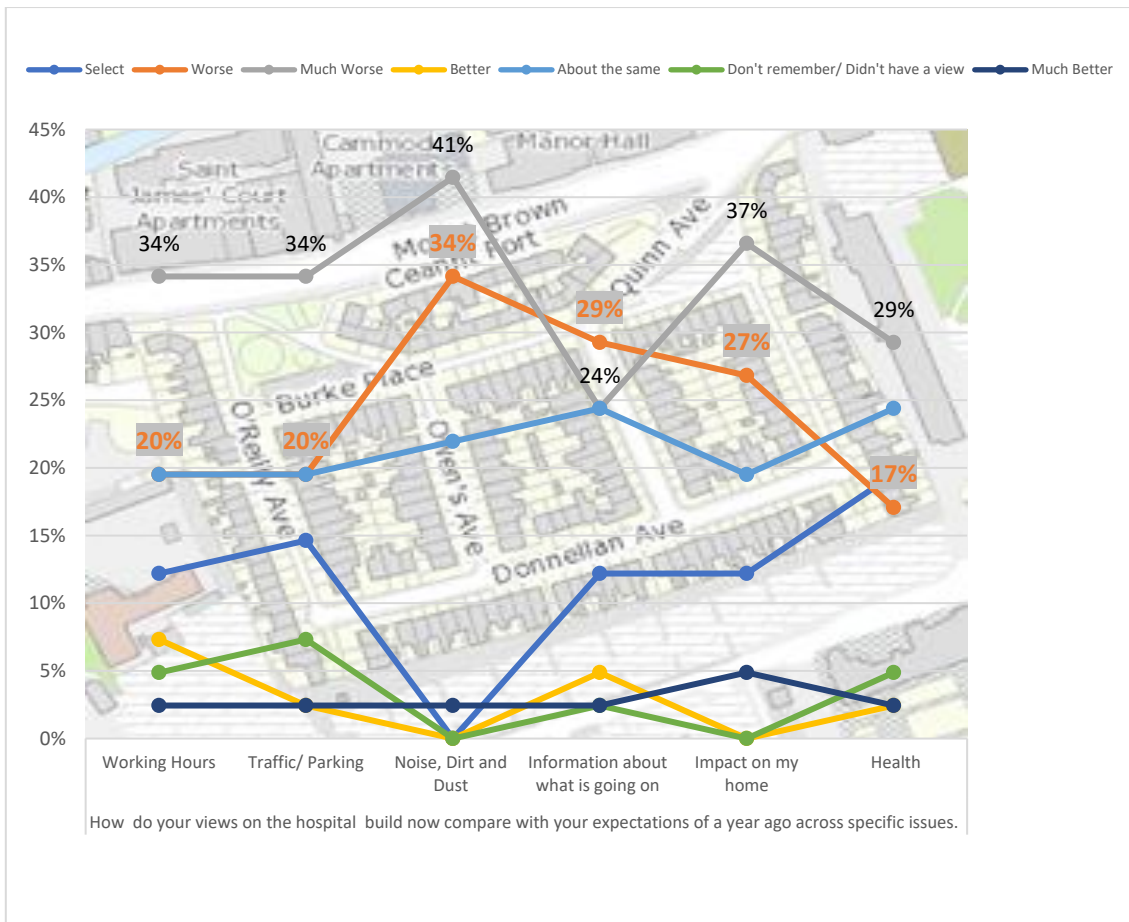 Select Worse Much Worse Better About the same Don't remember/ Didn't have a view Much Better
45%
40%
35%
30%
25%
20%
15%
10%
5%
0%
41%
34% 34%
34%
37%
29%
29%
27%
24%
20% 20%
17%
Manor Hall
Saint
James' Court
Apartments
Apartment
Brown
Ceannt Fort
Quinn Ave
Burke Place
O'Reilly Ave
Donnellan Ave
Working Hours
Traffic/ Parking
Noise, Dirt and
Dust
Information about
what is going on
Impact on my
home
Health
How do your views on the hospital build now compare with your expectations of a year ago across specific issues.